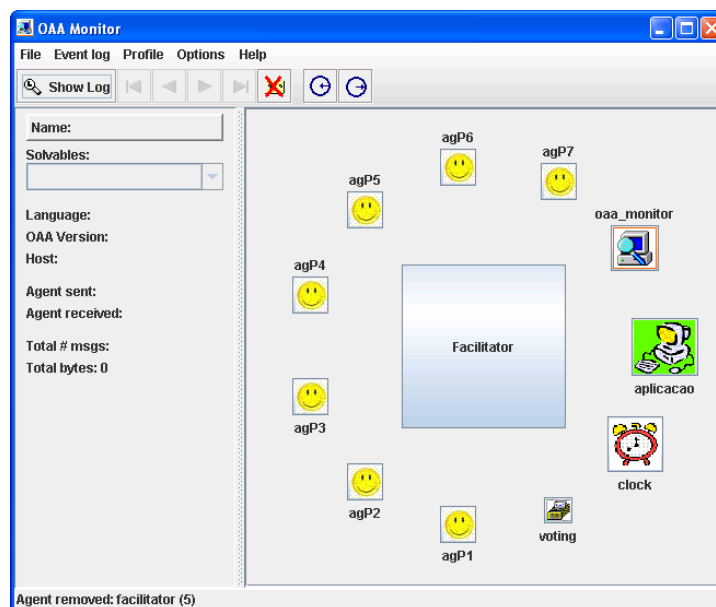 OAA Monitor
File Event log Profile Options Help
Show Log
Name:
Solvables:
Language:
OAA Version:
Host:
Agent sent:
Agent received:
Total # msgs:
Total bytes: 0
agP6
agP7
agP5
oaa_monitor
agP4
Facilitator
aplicacao
agP3
clock
agP2
voting
agP1
Agent removed: facilitator (5)